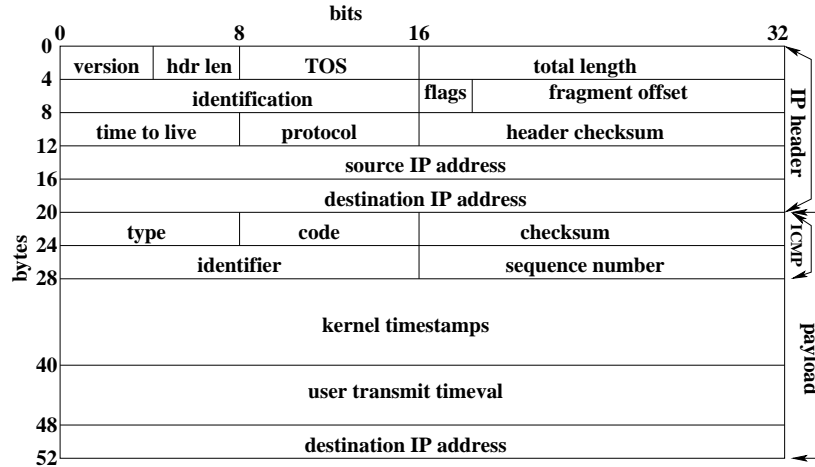 bits
0 8 16 32
0
version hdr len TOS total length
4
identification flags fragment offset
8
time to live protocol header checksum
12
source IP address
16
destination IP address
20
type code checksum
24
identifier sequence number
28
kernel timestamps
40
user transmit timeval
48
destination IP address
52
bytes
IP header
ICMP
payload